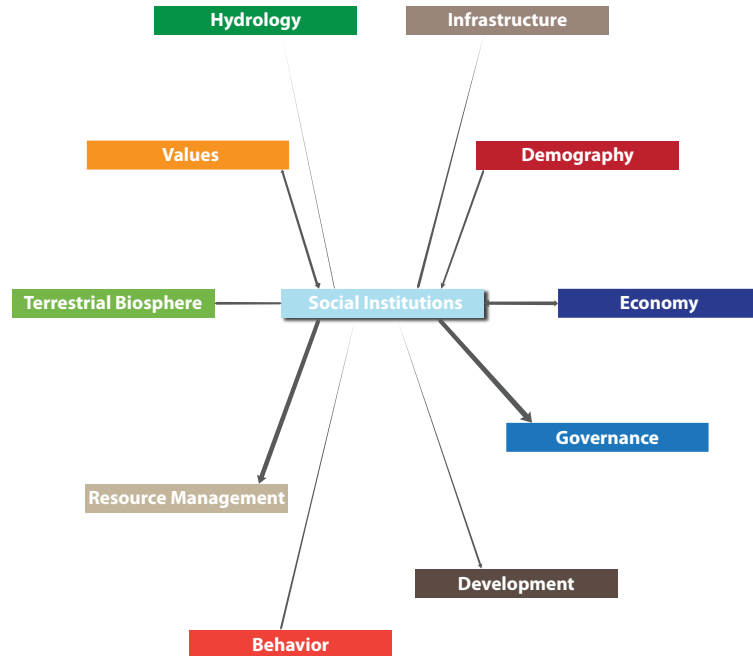 Hydrology
Infrastructure
Values
Demography
Terrestrial Biosphere
Social Institutions
Economy
Governance
Resource Management
Development
Behavior